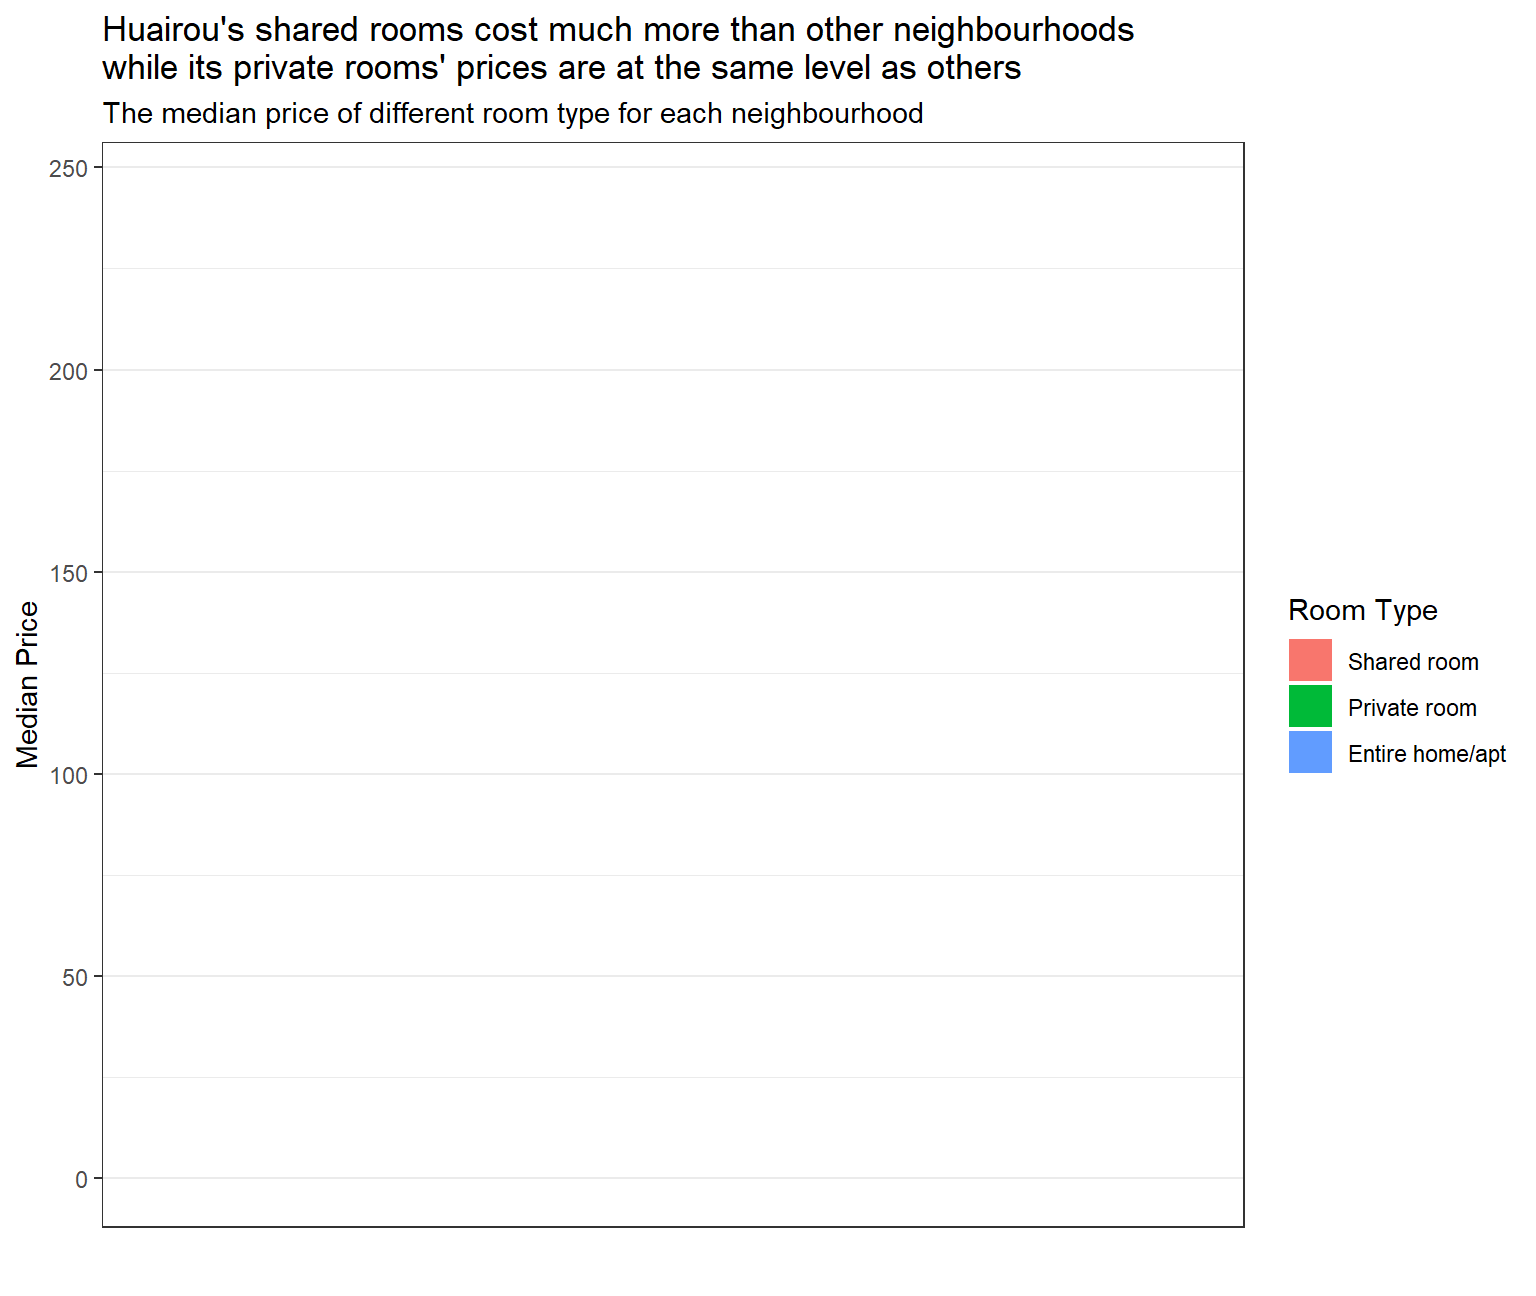 Huairou's shared rooms cost much more than other neighbourhoods
while its private rooms' prices are at the same level as others
The median price of different room type for each neighbourhood
250
200
150
100
50
0
Median Price
Room Type
Shared room
Private room
Entire home/apt